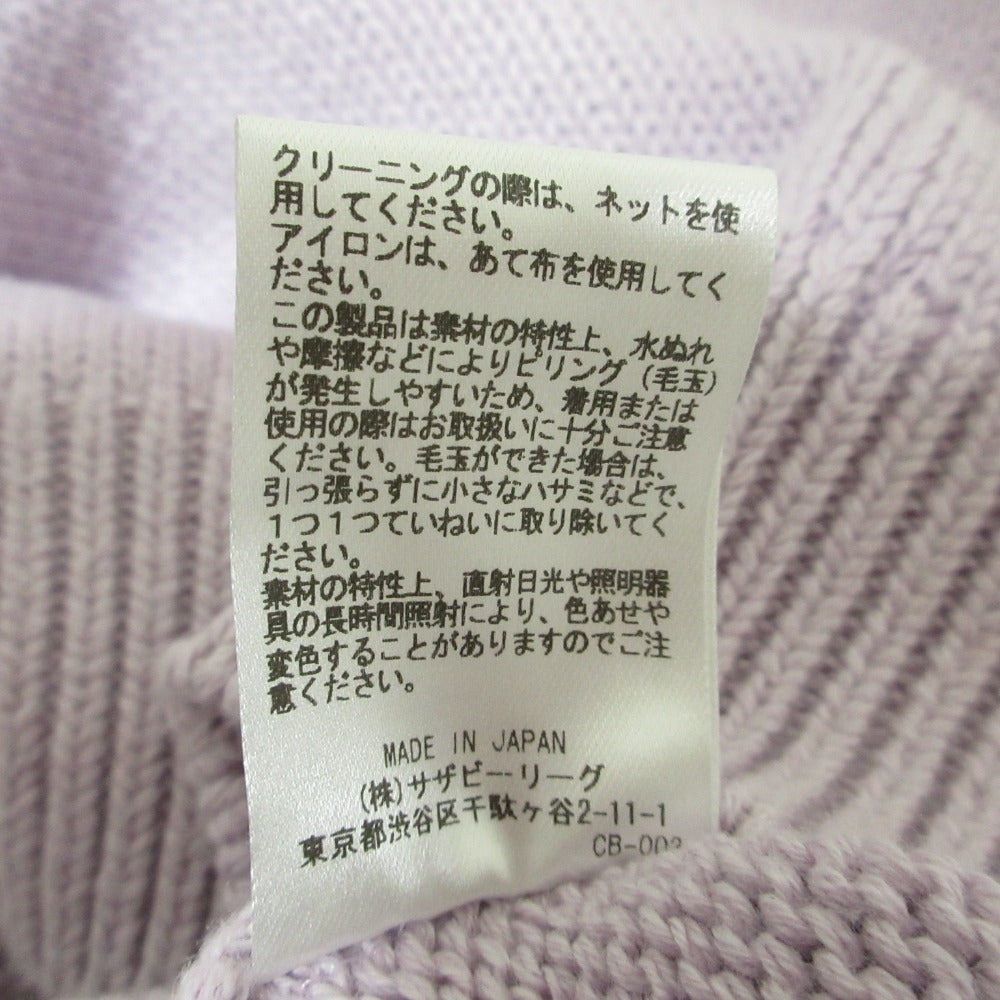 クリーニングの際は、ネットを使
用してください。
アイロンは、あて布を使用してく
ださい。
この製品は素材の特性上、水ぬれ
や摩擦などによりピリング(毛玉)
が発生しやすいため、着用または
使用の際はお取扱いに十分ご注意
ください。毛玉ができた場合は、
引っ張らずに小さなハサミなどで、
1つ1つていねいに取り除いてく
ださい。
素材の特性上、直射日光や照明器
具の長時間照射により、色あせや
変色することがありますのでご注
意ください。
MADE IN JAPAN
(株)サザビーリーグ
東京都渋谷区千駄ヶ谷2-11-1